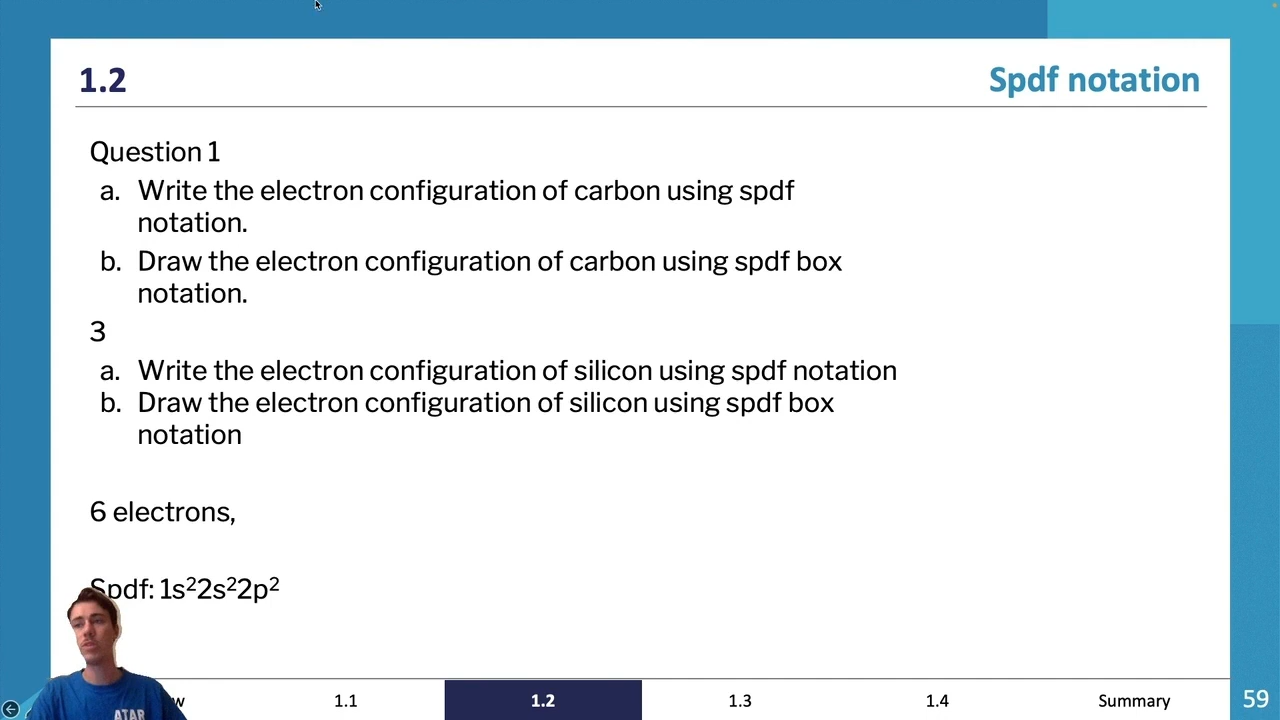 1.2
Spdf notation
Question 1
a. Write the electron configuration of carbon using spdf
notation.
b. Draw the electron configuration of carbon using spdf box
notation.
3
a. Write the electron configuration of silicon using spdf notation
b. Draw the electron configuration of silicon using spdf box
notation
6 electrons,
Spdf: 1s²2s²2p²
1.1
1.2
1.3
1.4
Summary
59
ATAR